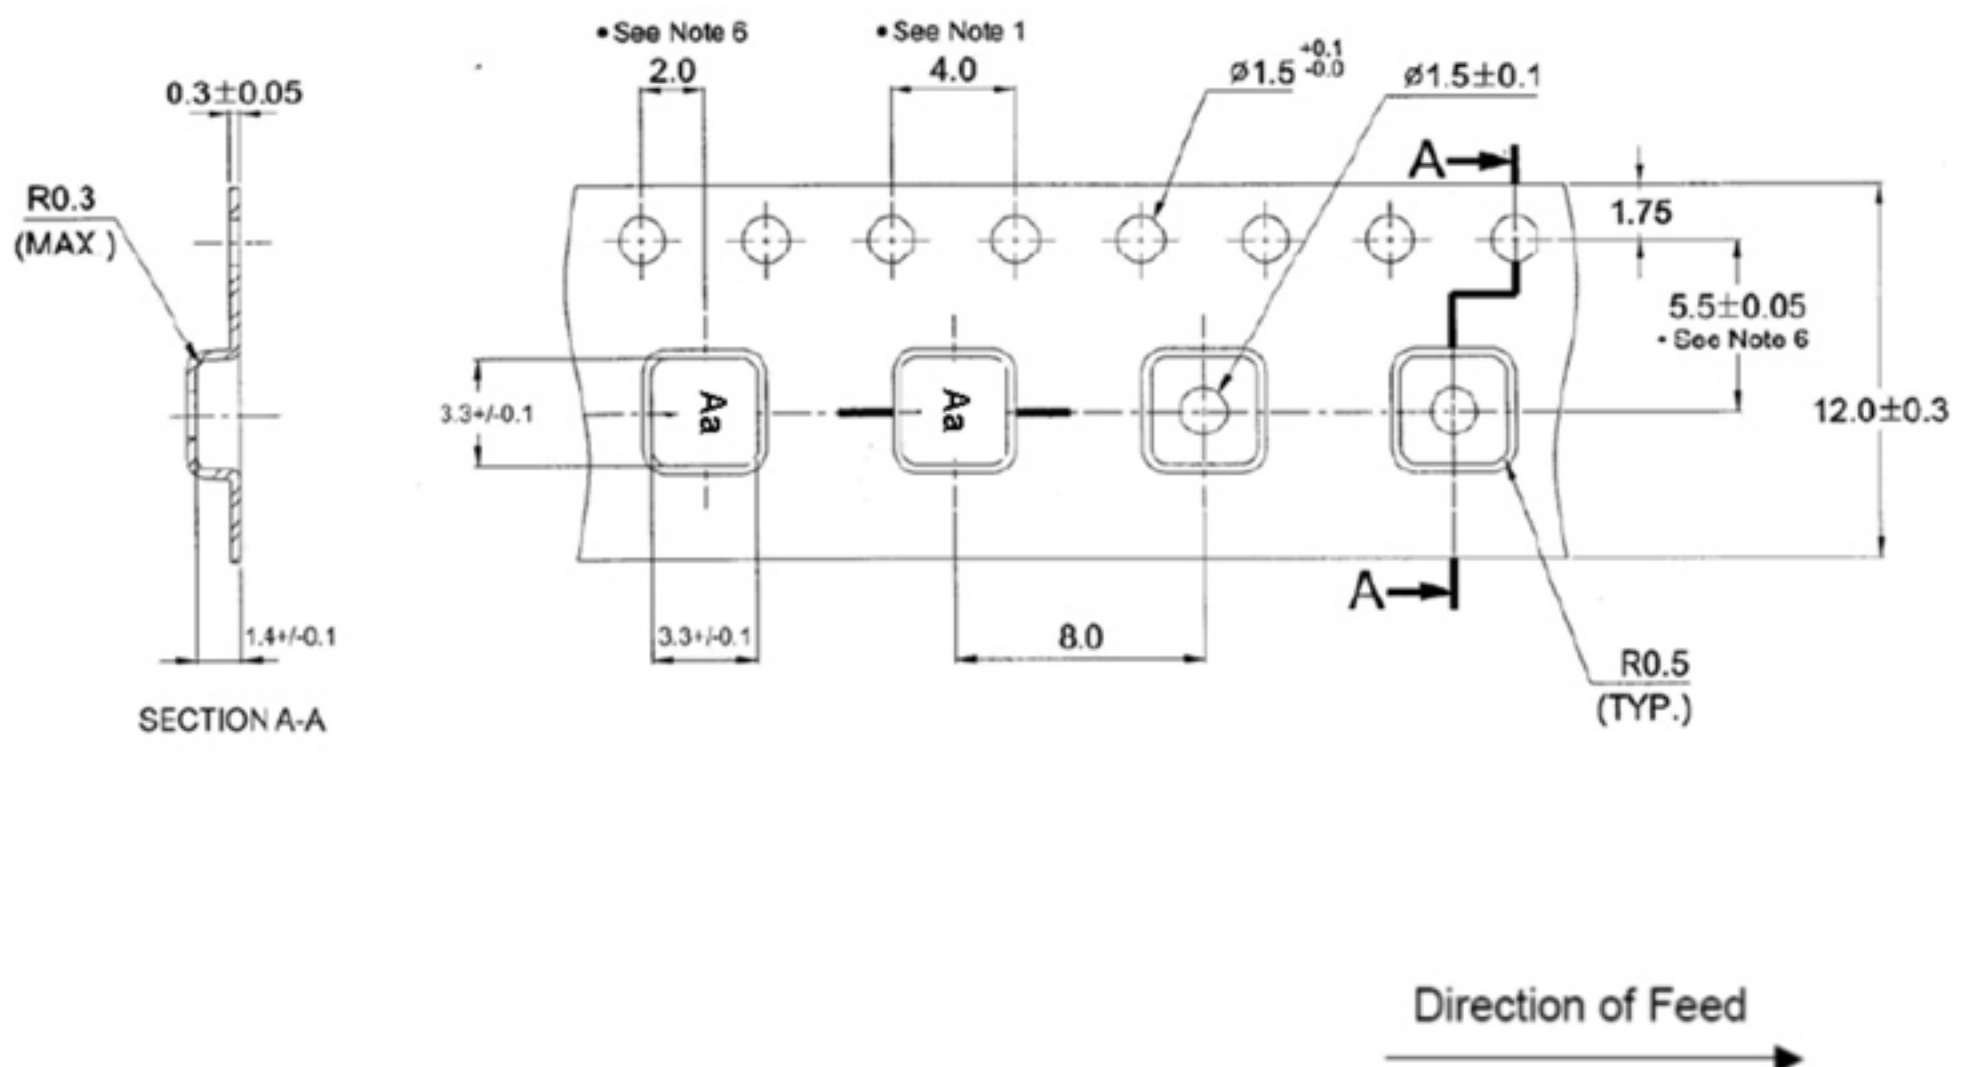 • See Note 6
2.0
• See Note 1
4.0
ø1.5 +0.1 -0.0
ø1.5±0.1
0.3±0.05
R0.3
(MAX.)
A
1.75
5.5±0.05
• See Note 6
12.0±0.3
3.3+/-0.1
Aa
Aa
1.4+/-0.1
3.3+/-0.1
8.0
A
R0.5
(TYP.)
SECTION A-A
Direction of Feed